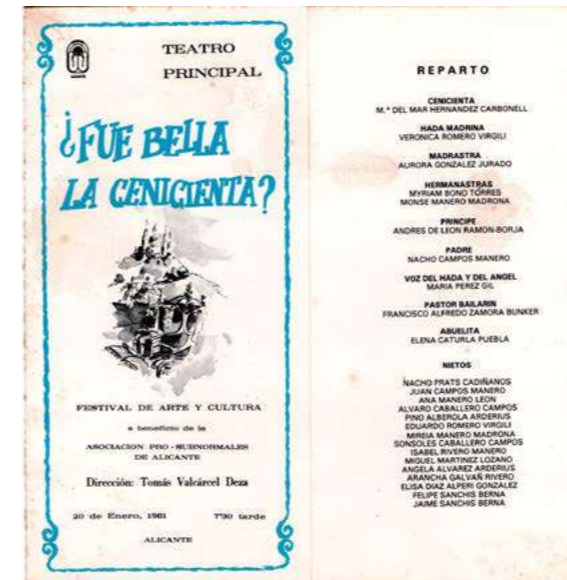 TEATRO
PRINCIPAL
¿FUE BELLA
LA CENICIENTA?
FESTIVAL DE ARTE Y CULTURA
a beneficio de la
ASOCIACION PRO-SUBNORMALES
DE ALICANTE
Dirección: Tomás Valcárcel Deza
20 de Enero, 1981
7'30 tarde
ALICANTE
REPARTO
CENICIENTA
M.ª DEL MAR HERNANDEZ CARBONELL
HADA MADRINA
VERONICA ROMERO VIRGILI
MADRASTRA
AURORA GONZALEZ JURADO
HERMANASTRAS
MYRIAM BONO TORRES
MONSE MANERO MADRONA
PRINCIPE
ANDRES DE LEON RAMON-BORJA
PADRE
NACHO CAMPOS MANERO
VOZ DEL HADA Y DEL ANGEL
MARIA PEREZ GIL
PASTOR BAILARIN
FRANCISCO ALFREDO ZAMORA BUNKER
ABUELITA
ELENA CATURLA PUEBLA
NIETOS
NACHO PRATS CADIÑANOS
JUAN CAMPOS MANERO
ANA MANERO LEON
ALVARO CABALLERO CAMPOS
PINO ALBEROLA ARDERIUS
EDUARDO ROMERO VIRGILI
MIREIA MANERO MADRONA
SONSOLES CABALLERO CAMPOS
ISABEL RIVERO MANERO
MIGUEL MARTINEZ LOZANO
ANGELA ALVAREZ ARDERIUS
ARANCHA GALVAÑ RIVERO
ELISA DIAZ ALPERI GONZALEZ
FELIPE SANCHIS BERNA
JAIME SANCHIS BERNA